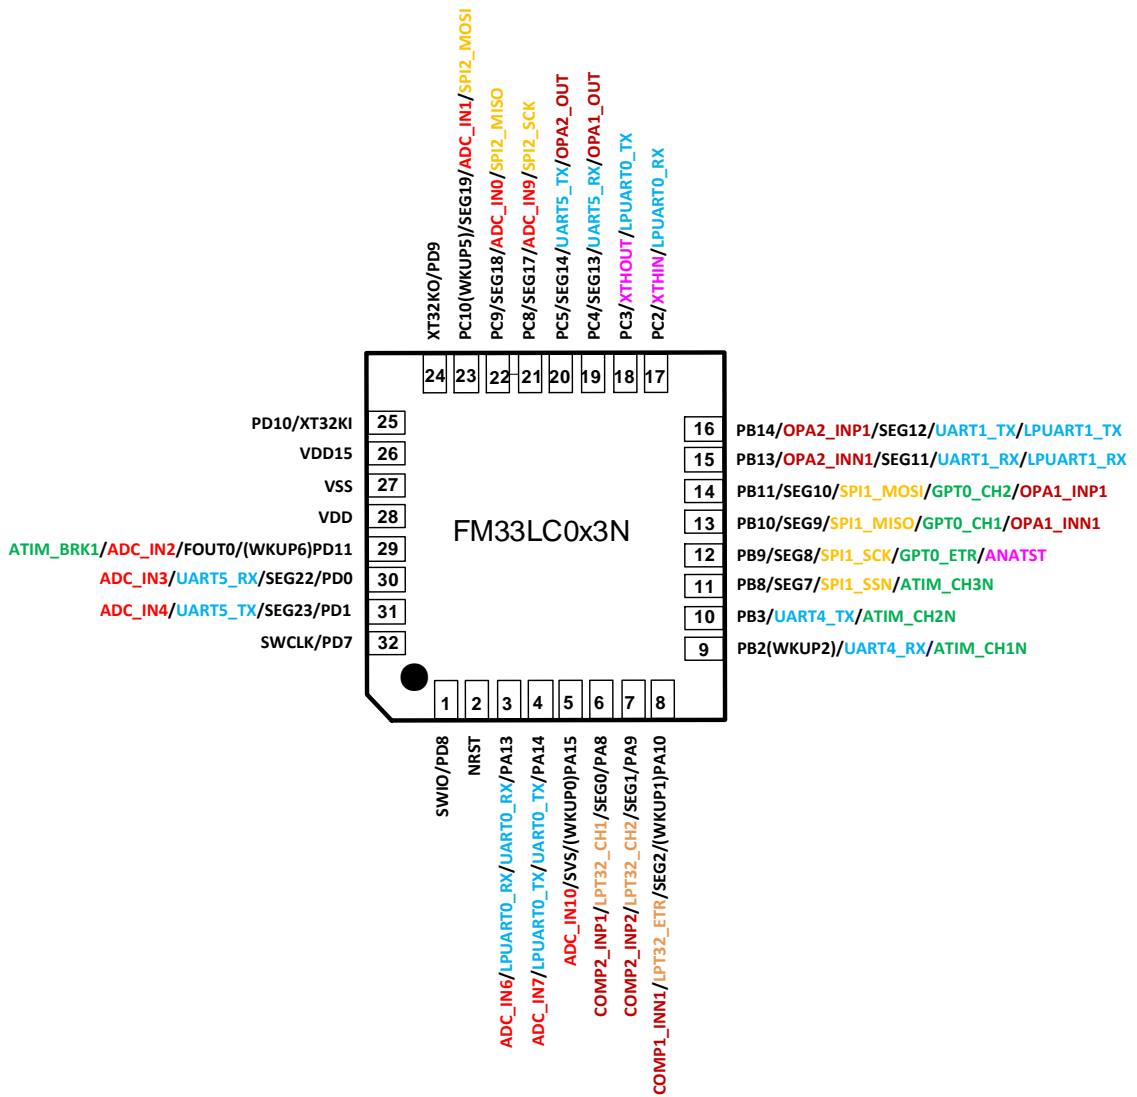 XT32KO/PD9
PC10(WKUP5)/SEG19/ADC_IN1/SPI2_MOSI
PC9/SEG18/ADC_IN0/SPI2_MISO
PC8/SEG17/ADC_IN9/SPI2_SCK
PC5/SEG14/UART5_TX/OPA2_OUT
PC4/SEG13/UART5_RX/OPA1_OUT
PC3/XTHOUT/LPUART0_TX
PC2/XTHIN/LPUART0_RX
24 23 22 21 20 19 18 17
PD10/XT32KI 25
VDD15 26
VSS 27
VDD 28
ATIM_BRK1/ADC_IN2/FOUT0/(WKUP6)PD11 29
ADC_IN3/UART5_RX/SEG22/PD0 30
ADC_IN4/UART5_TX/SEG23/PD1 31
SWCLK/PD7 32
FM33LC0x3N
16 PB14/OPA2_INP1/SEG12/UART1_TX/LPUART1_TX
15 PB13/OPA2_INN1/SEG11/UART1_RX/LPUART1_RX
14 PB11/SEG10/SPI1_MOSI/GPT0_CH2/OPA1_INP1
13 PB10/SEG9/SPI1_MISO/GPT0_CH1/OPA1_INN1
12 PB9/SEG8/SPI1_SCK/GPT0_ETR/ANATST
11 PB8/SEG7/SPI1_SSN/ATIM_CH3N
10 PB3/UART4_TX/ATIM_CH2N
9 PB2(WKUP2)/UART4_RX/ATIM_CH1N
1 2 3 4 5 6 7 8
SWIO/PD8
NRST
ADC_IN6/LPUART0_RX/UART0_RX/PA13
ADC_IN7/LPUART0_TX/UART0_TX/PA14
ADC_IN10/SVS/(WKUP0)PA15
COMP2_INP1/LPT32_CH1/SEG0/PA8
COMP2_INP2/LPT32_CH2/SEG1/PA9
COMP1_INN1/LPT32_ETR/SEG2/(WKUP1)PA10